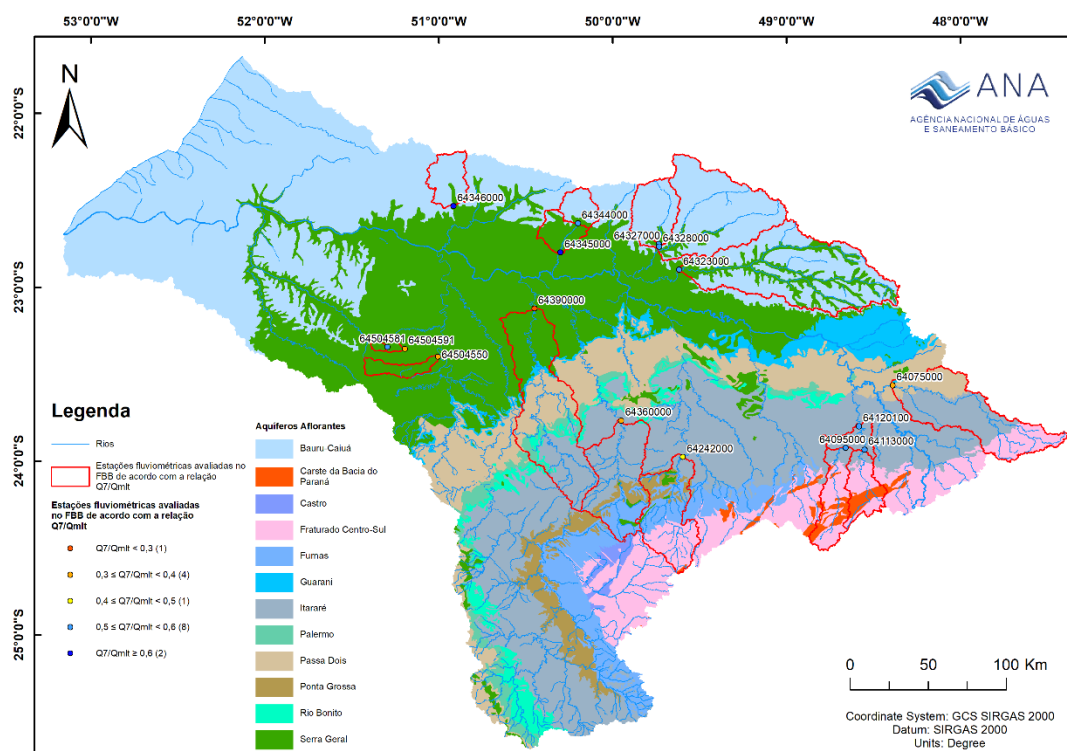 53°0'0"W
52°0'0"W
51°0'0"W
50°0'0"W
49°0'0"W
48°0'0"W
N
ANA
AGÊNCIA NACIONAL DE ÁGUAS
E SANEAMENTO BÁSICO
22°0'0"S
23°0'0"S
24°0'0"S
25°0'0"S
64346000
64344000
64327000
64328000
64345000
64323000
64390000
64504581
64504591
64504550
64075000
64360000
64120100
64095000
64113000
64242000
Legenda
Rios
Estações fluviométricas avaliadas no
FBB de acordo com a relação
Q7/Qmlt
Estações fluviométricas avaliadas
no FBB de acordo com a relação
Q7/Qmlt
Q7/Qmlt < 0,3 (1)
0,3 ≤ Q7/Qmlt < 0,4 (4)
0,4 ≤ Q7/Qmlt < 0,5 (1)
0,5 ≤ Q7/Qmlt < 0,6 (8)
Q7/Qmlt ≥ 0,6 (2)
Aquíferos Aflorantes
Bauru-Caiuá
Carste da Bacia do
Paraná
Castro
Fraturado Centro-Sul
Furnas
Guarani
Itararé
Palermo
Passa Dois
Ponta Grossa
Rio Bonito
Serra Geral
0 50 100 Km
Coordinate System: GCS SIRGAS 2000
Datum: SIRGAS 2000
Units: Degree